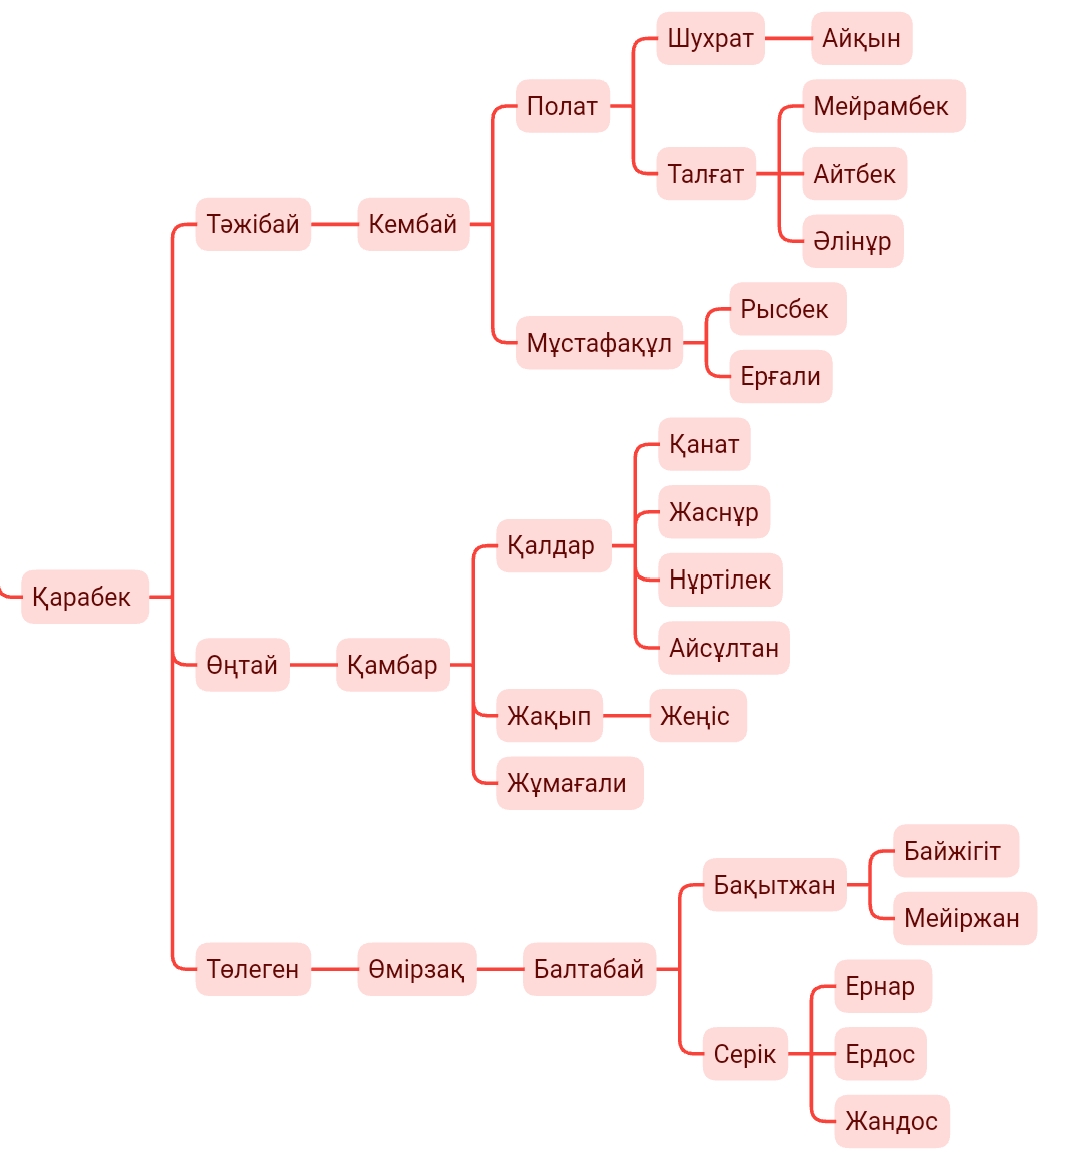 Қарабек
Тәжібай
Кембай
Полат
Шухрат
Айқын
Талғат
Мейрамбек
Айтбек
Әлінұр
Мұстафақұл
Рысбек
Ерғали
Өңтай
Қамбар
Қалдар
Қанат
Жаснұр
Нұртілек
Айсұлтан
Жақып
Жеңіс
Жұмағали
Төлеген
Өмірзақ
Балтабай
Бақытжан
Байжігіт
Мейіржан
Серік
Ернар
Ердос
Жандос